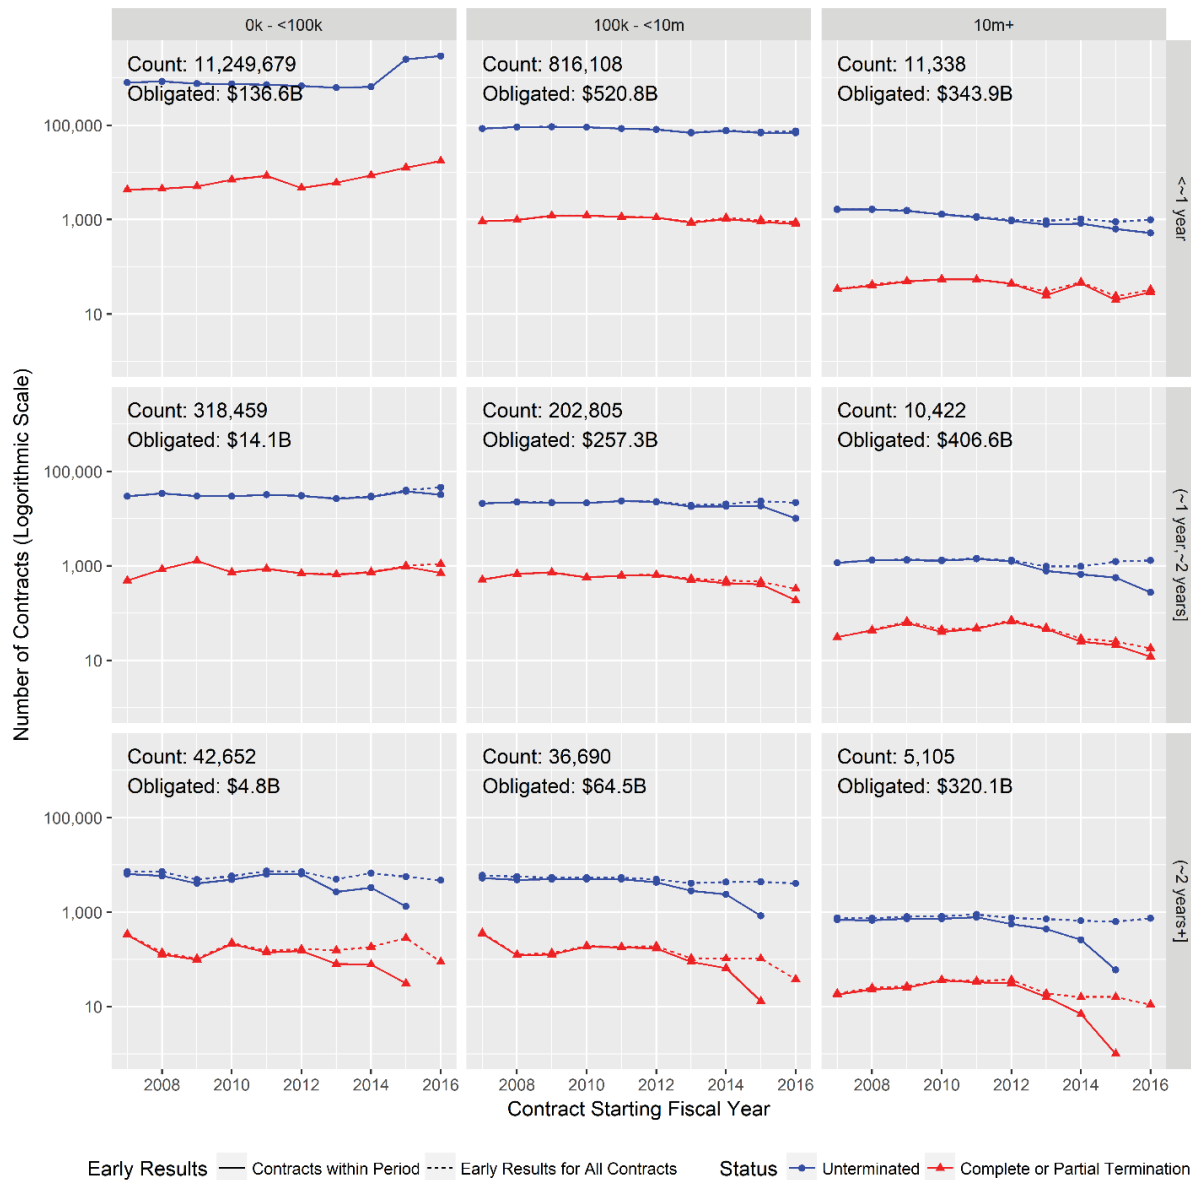 0k - <100k
100k - <10m
10m+
Count: 11,249,679
Obligated: $136.6B
Count: 816,108
Obligated: $520.8B
Count: 11,338
Obligated: $343.9B
100,000
1,000
10
<~1 year
Count: 318,459
Obligated: $14.1B
Count: 202,805
Obligated: $257.3B
Count: 10,422
Obligated: $406.6B
100,000
1,000
10
(~1 year,~2 years]
Number of Contracts (Logorithmic Scale)
Count: 42,652
Obligated: $4.8B
Count: 36,690
Obligated: $64.5B
Count: 5,105
Obligated: $320.1B
100,000
1,000
10
(~2 years+]
2008 2010 2012 2014 2016
2008 2010 2012 2014 2016
2008 2010 2012 2014 2016
Contract Starting Fiscal Year
Early Results Contracts within Period Early Results for All Contracts Status Unterminated Complete or Partial Termination